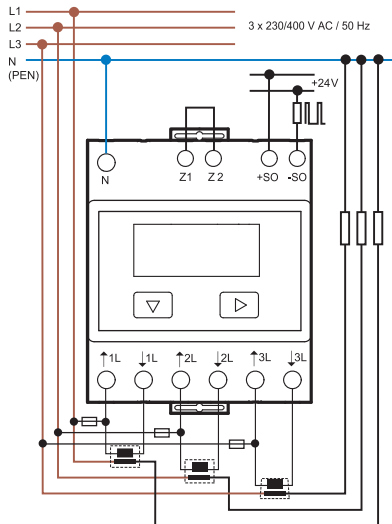 L1
L2
L3
3 x 230/400 V AC / 50 Hz
N
(PEN)
+24V
N
Z1
Z 2
+SO
-SO
↑1L
↓1L
↑2L
↓2L
↑3L
↓3L